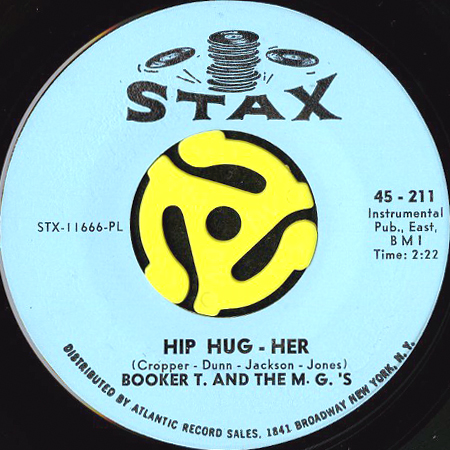 STAX
45 - 211
Instrumental
Pub., East,
B M I
Time: 2:22
STX-11666-PL
HIP HUG - HER
(Cropper - Dunn - Jackson - Jones)
BOOKER T. AND THE M. G. 'S
DISTRIBUTED BY ATLANTIC RECORD SALES, 1841 BROADWAY NEW YORK, N. Y.